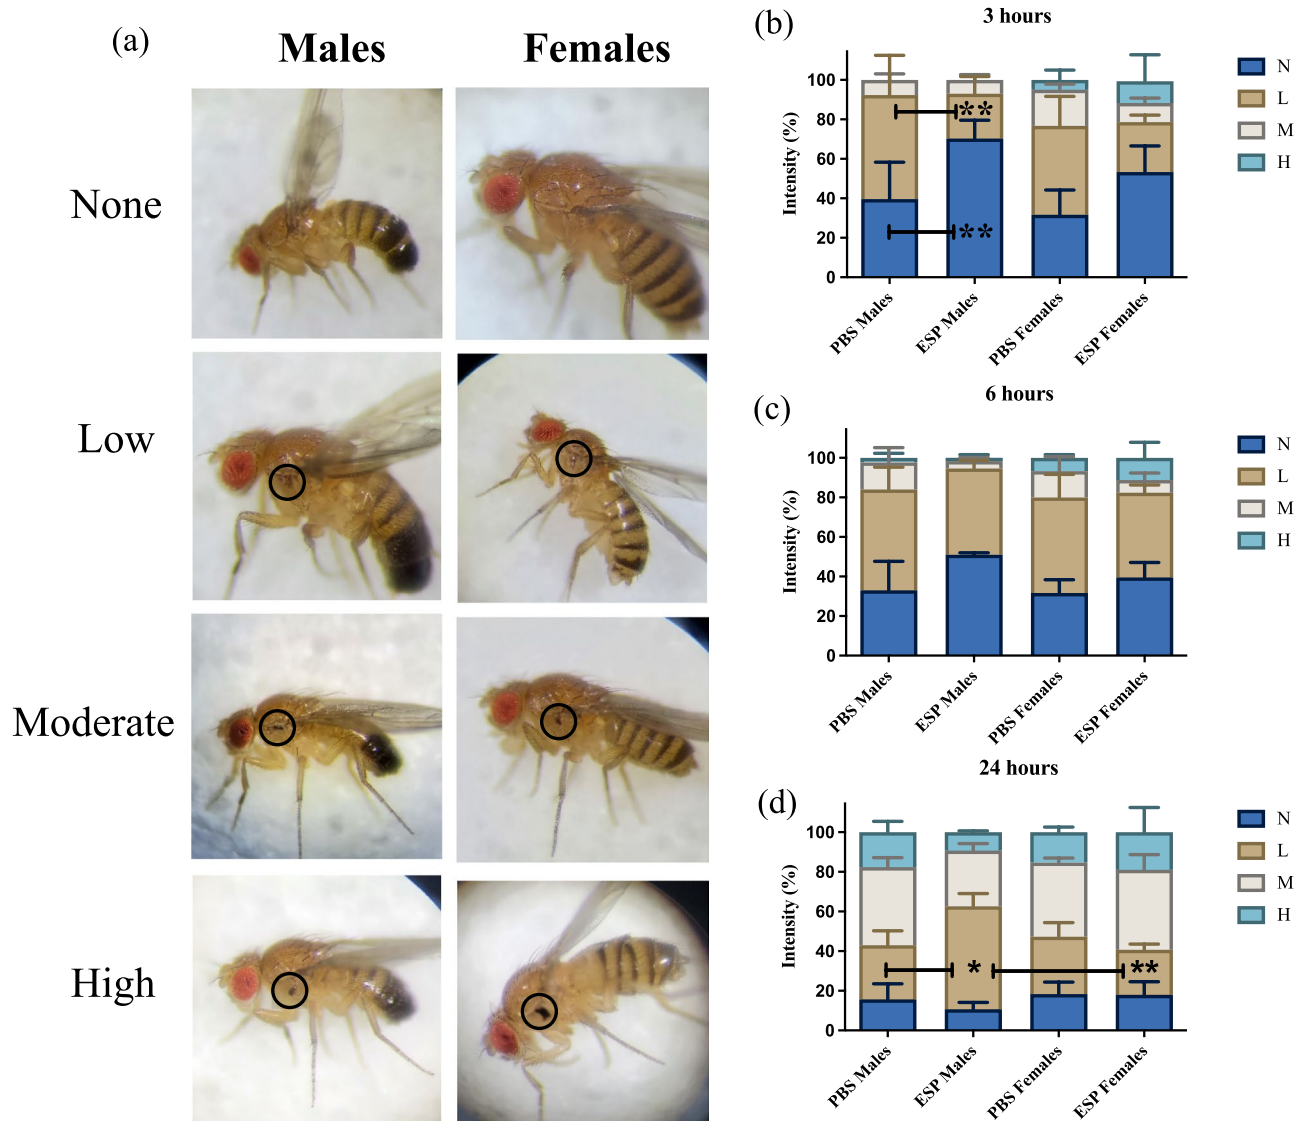 (a)
Males
Females
None
Low
Moderate
High
(b)
3 hours
Intensity (%)
100
80
60
40
20
0
**
**
PBS Males
ESP Males
PBS Females
ESP Females
N
L
M
H
(c)
6 hours
Intensity (%)
100
80
60
40
20
0
PBS Males
ESP Males
PBS Females
ESP Females
N
L
M
H
(d)
24 hours
Intensity (%)
100
80
60
40
20
0
*
**
PBS Males
ESP Males
PBS Females
ESP Females
N
L
M
H